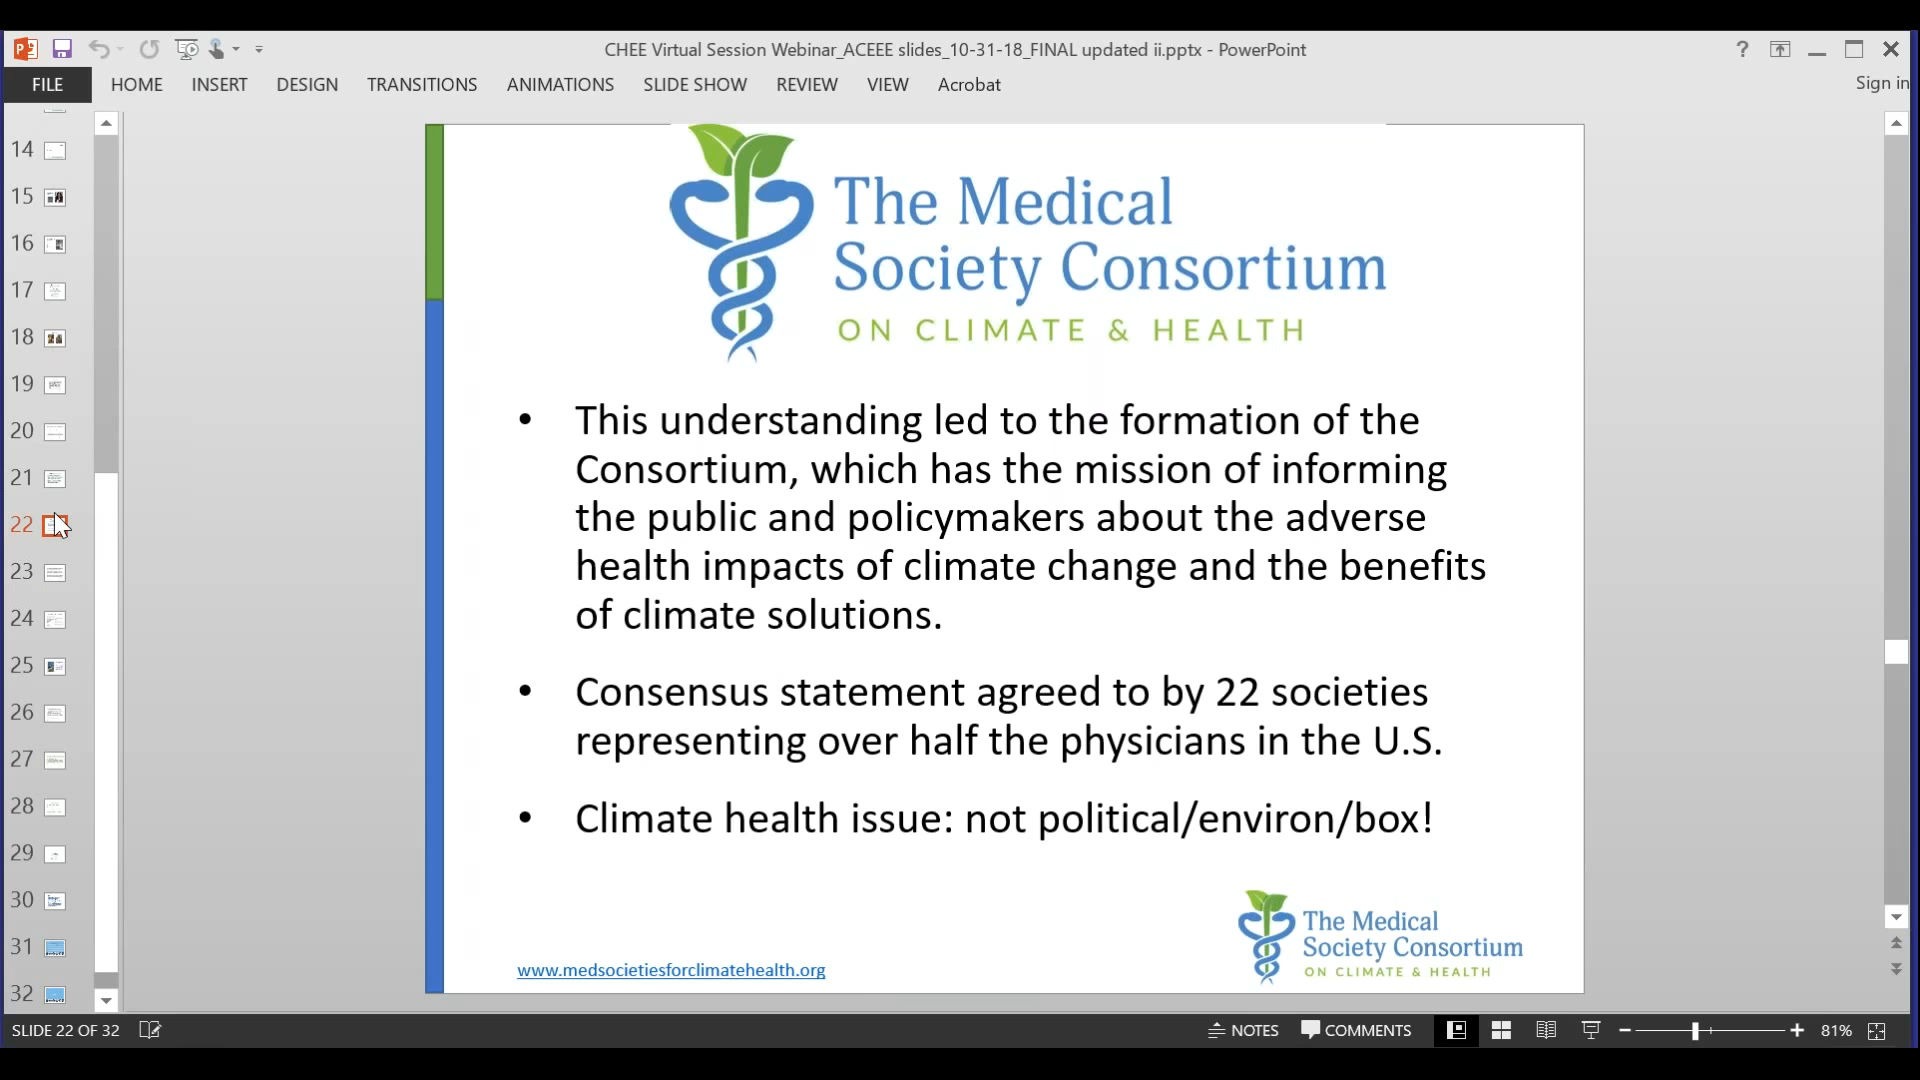 CHEE Virtual Session Webinar_ACEEE slides_10-31-18_FINAL updated ii.pptx - PowerPoint
?
FILE HOME INSERT DESIGN TRANSITIONS ANIMATIONS SLIDE SHOW REVIEW VIEW Acrobat
Sign in
14
15
16
17
18
19
20
21
22
23
24
25
26
27
28
29
30
31
32
The Medical
Society Consortium
ON CLIMATE & HEALTH
• This understanding led to the formation of the
Consortium, which has the mission of informing
the public and policymakers about the adverse
health impacts of climate change and the benefits
of climate solutions.
• Consensus statement agreed to by 22 societies
representing over half the physicians in the U.S.
• Climate health issue: not political/environ/box!
www.medsocietiesforclimatehealth.org
The Medical
Society Consortium
ON CLIMATE & HEALTH
SLIDE 22 OF 32
NOTES COMMENTS 81%